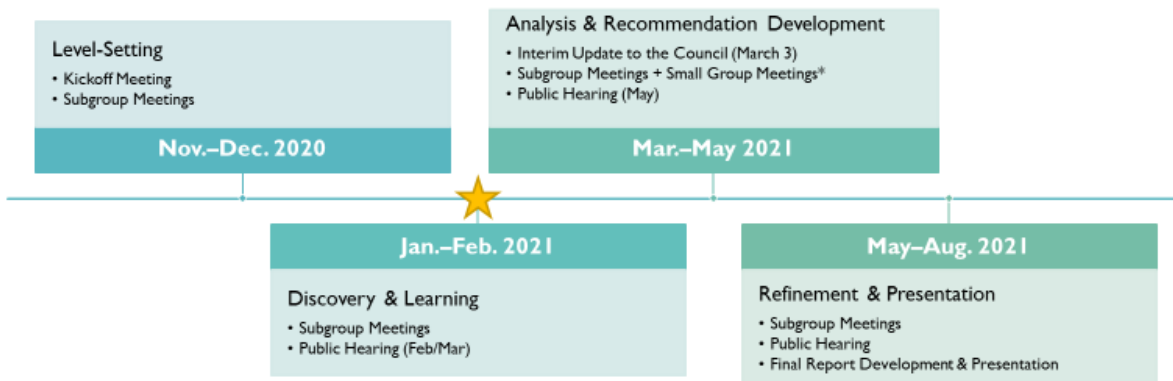 Level-Setting
• Kickoff Meeting
• Subgroup Meetings
Nov.–Dec. 2020
Analysis & Recommendation Development
• Interim Update to the Council (March 3)
• Subgroup Meetings + Small Group Meetings*
• Public Hearing (May)
Mar.–May 2021
Jan.–Feb. 2021
Discovery & Learning
• Subgroup Meetings
• Public Hearing (Feb/Mar)
May–Aug. 2021
Refinement & Presentation
• Subgroup Meetings
• Public Hearing
• Final Report Development & Presentation